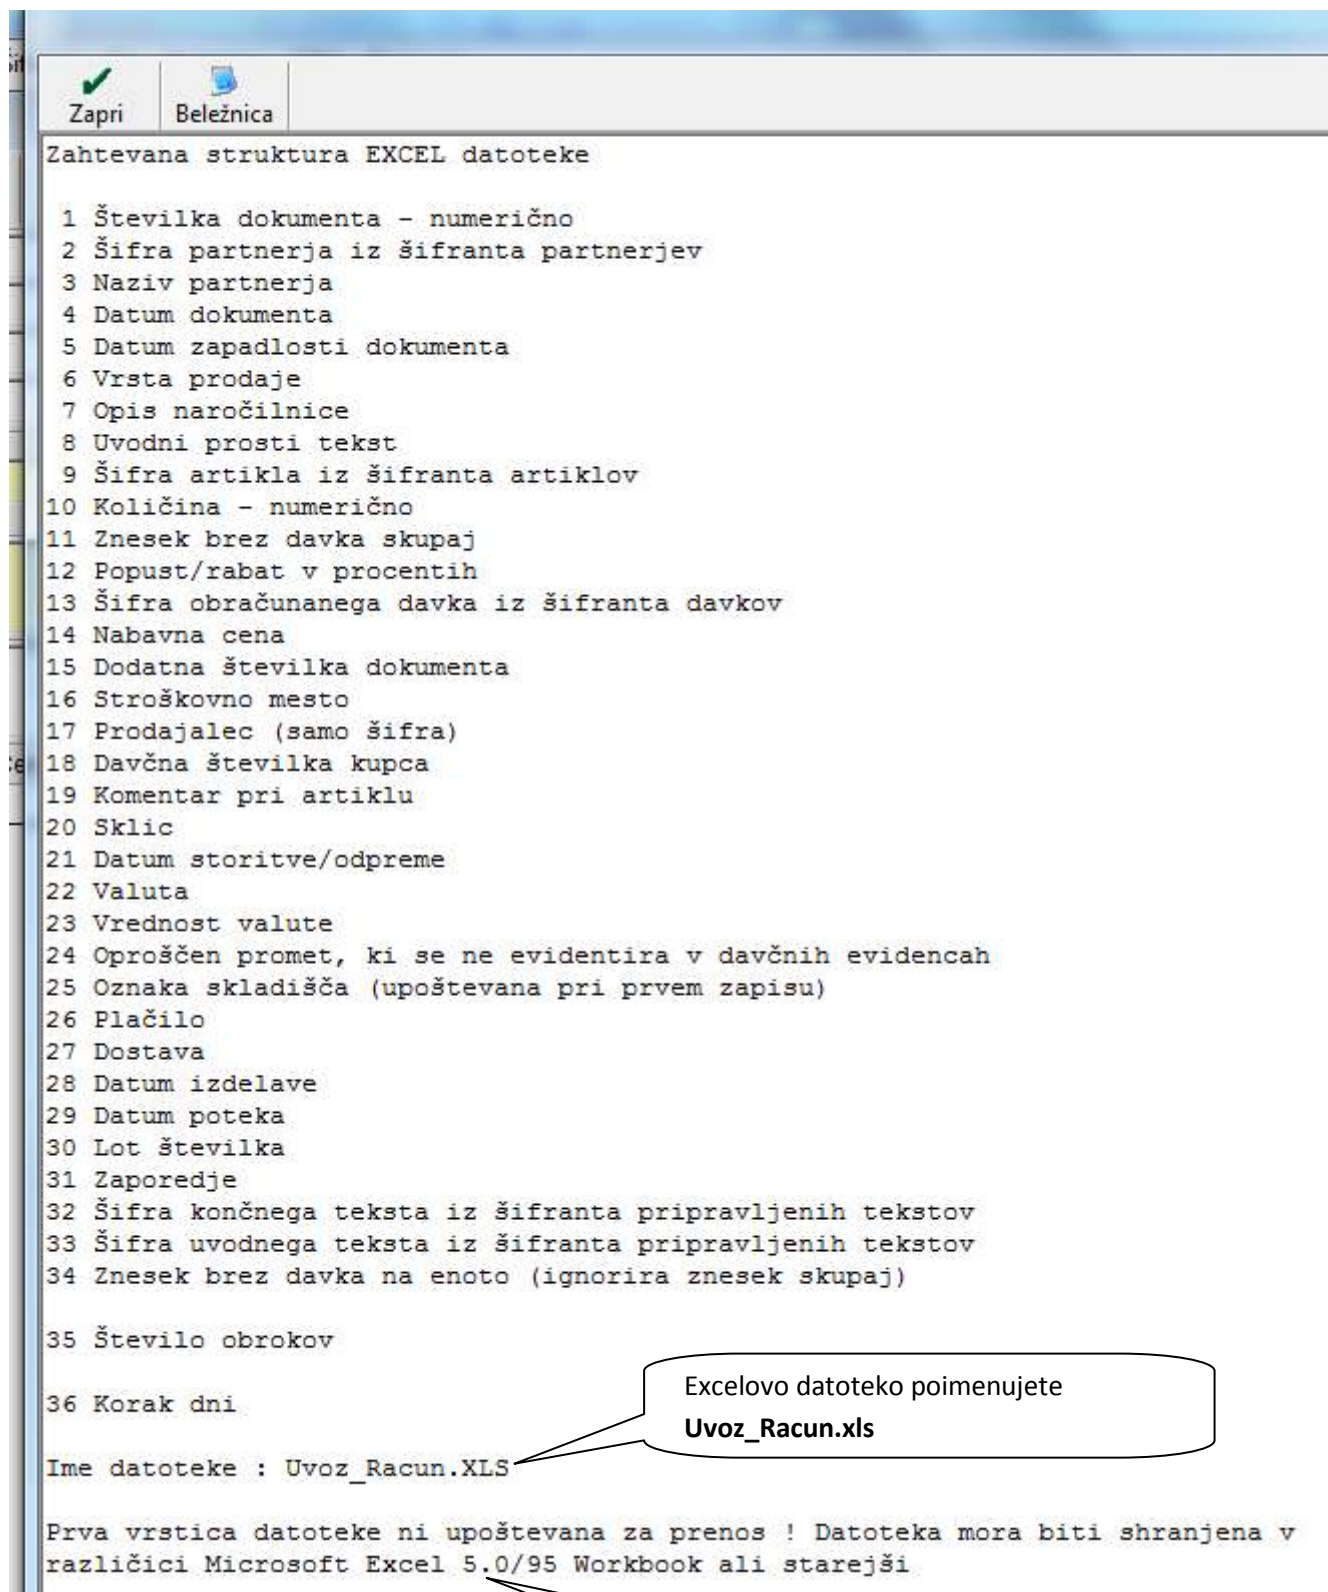 Zapri Beležnica
Zahtevana struktura EXCEL datoteke
1 Številka dokumenta - numerično
2 Šifra partnerja iz šifranta partnerjev
3 Naziv partnerja
4 Datum dokumenta
5 Datum zapadlosti dokumenta
6 Vrsta prodaje
7 Opis naročilnice
8 Uvodni prosti tekst
9 Šifra artikla iz šifranta artiklov
10 Količina - numerično
11 Znesek brez davka skupaj
12 Popust/rabat v procentih
13 Šifra obračunanega davka iz šifranta davkov
14 Nabavna cena
15 Dodatna številka dokumenta
16 Stroškovno mesto
17 Prodajalec (samo šifra)
18 Davčna številka kupca
19 Komentar pri artiklu
20 Sklic
21 Datum storitve/odpreme
22 Valuta
23 Vrednost valute
24 Oproščen promet, ki se ne evidentira v davčnih evidencah
25 Oznaka skladišča (upoštevana pri prvem zapisu)
26 Plačilo
27 Dostava
28 Datum izdelave
29 Datum poteka
30 Lot številka
31 Zaporedje
32 Šifra končnega teksta iz šifranta pripravljenih tekstov
33 Šifra uvodnega teksta iz šifranta pripravljenih tekstov
34 Znesek brez davka na enoto (ignorira znesek skupaj)
35 Število obrokov
36 Korak dni
Excelovo datoteko poimenujete
Uvoz_Racun.xls
Ime datoteke : Uvoz_Racun.XLS
Prva vrstica datoteke ni upoštevana za prenos ! Datoteka mora biti shranjena v
različici Microsoft Excel 5.0/95 Workbook ali starejši